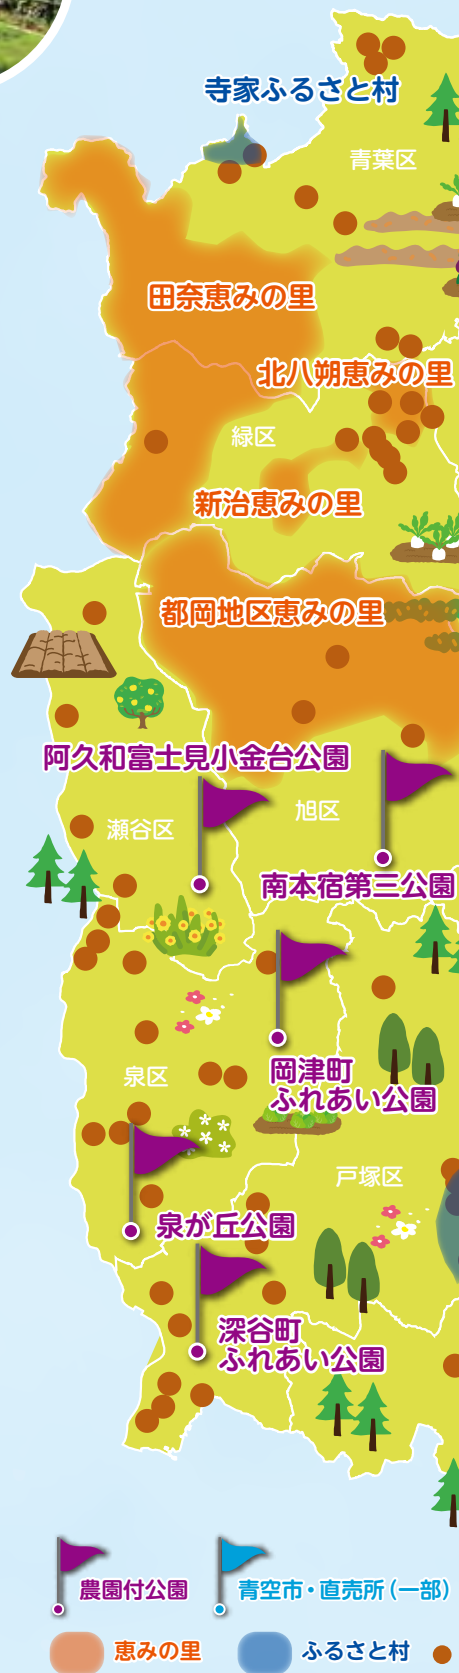 寺家ふるさと村
青葉区
田奈恵みの里
北八朔恵みの里
緑区
新治恵みの里
都岡地区恵みの里
阿久和富士見小金台公園
瀬谷区
旭区
南本宿第三公園
岡津町
ふれあい公園
泉区
戸塚区
泉が丘公園
深谷町
ふれあい公園
農園付公園
青空市・直売所（一部）
恵みの里
ふるさと村